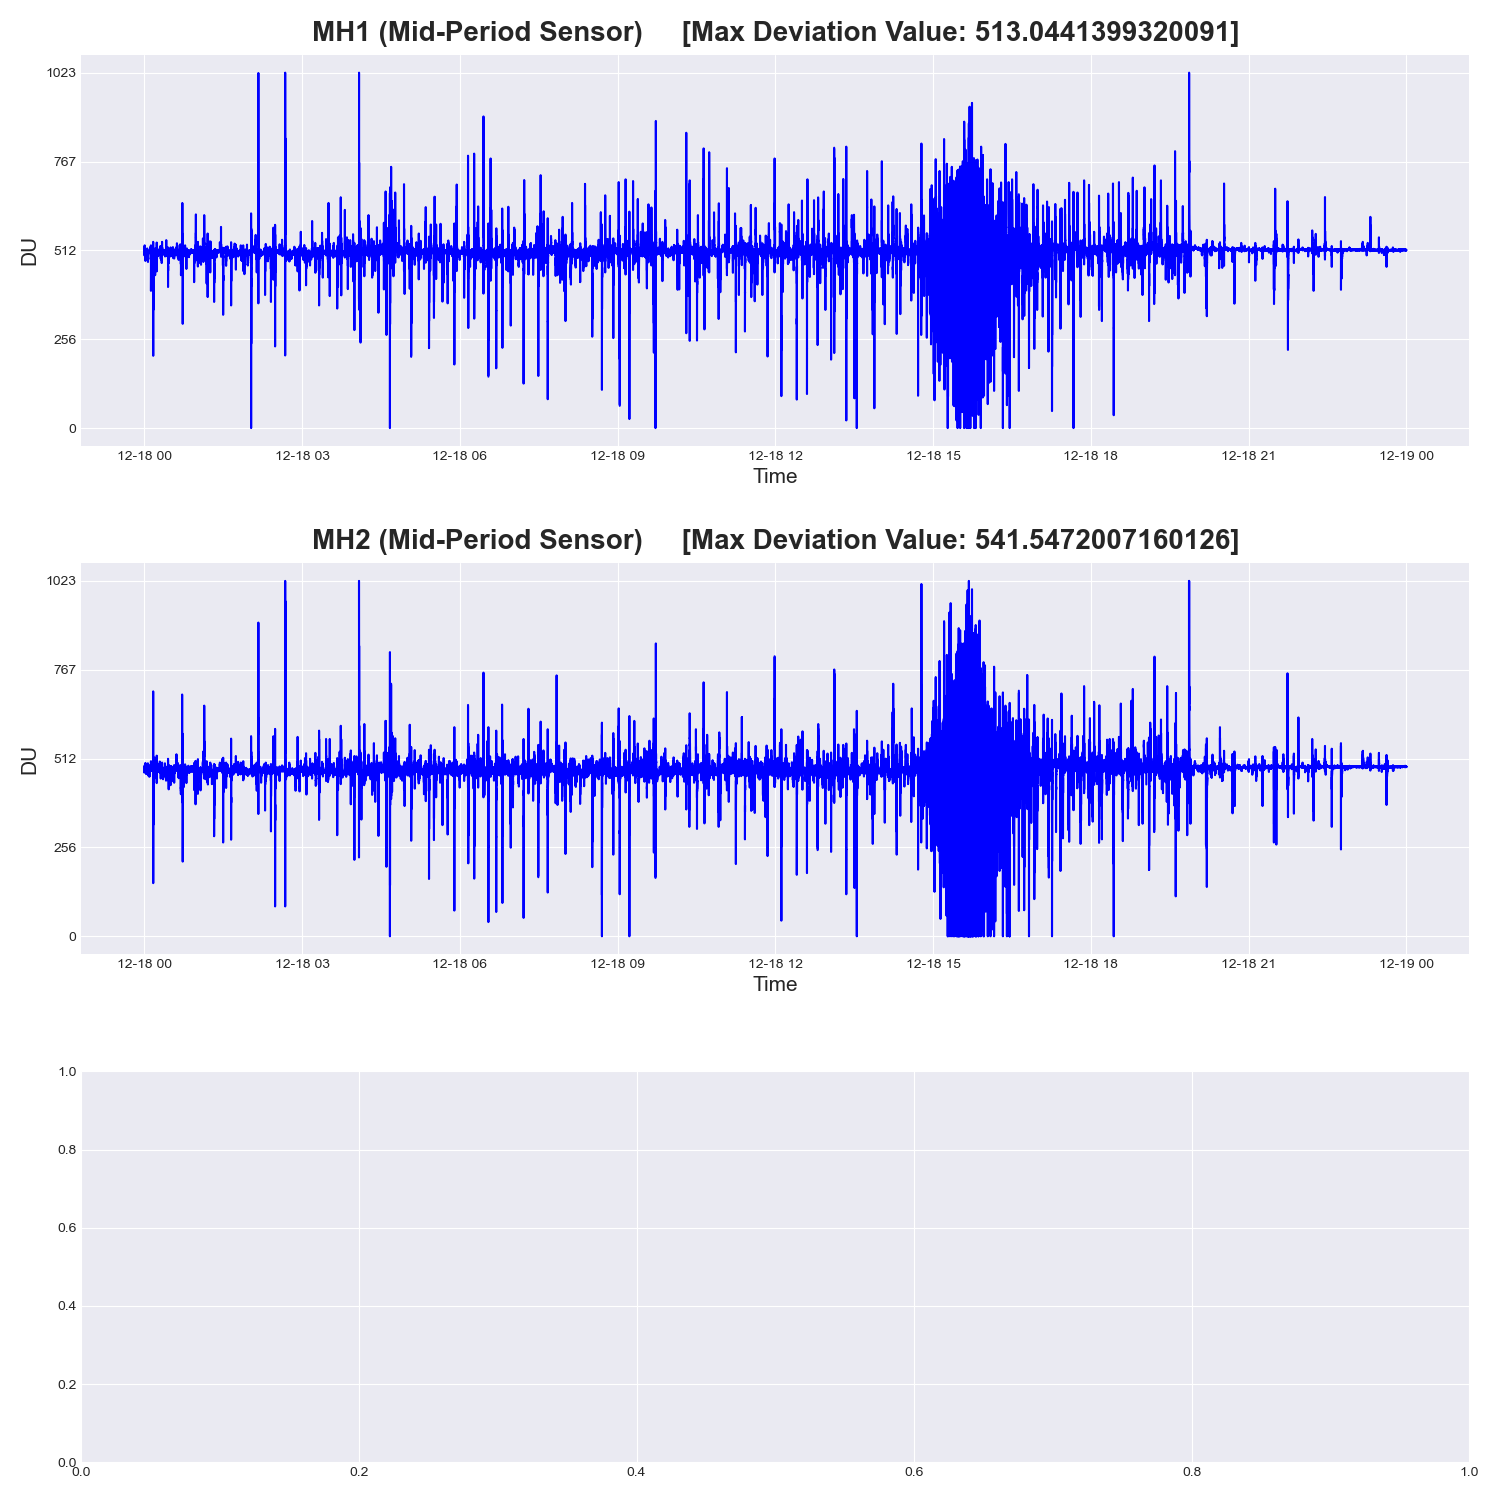 MH1 (Mid-Period Sensor) [Max Deviation Value: 513.0441399320091]
1023
767
512
256
0
DU
12-18 00 12-18 03 12-18 06 12-18 09 12-18 12 12-18 15 12-18 18 12-18 21 12-19 00
Time
MH2 (Mid-Period Sensor) [Max Deviation Value: 541.5472007160126]
1023
767
512
256
0
DU
12-18 00 12-18 03 12-18 06 12-18 09 12-18 12 12-18 15 12-18 18 12-18 21 12-19 00
Time
1.0
0.8
0.6
0.4
0.2
0.0
0.0 0.2 0.4 0.6 0.8 1.0